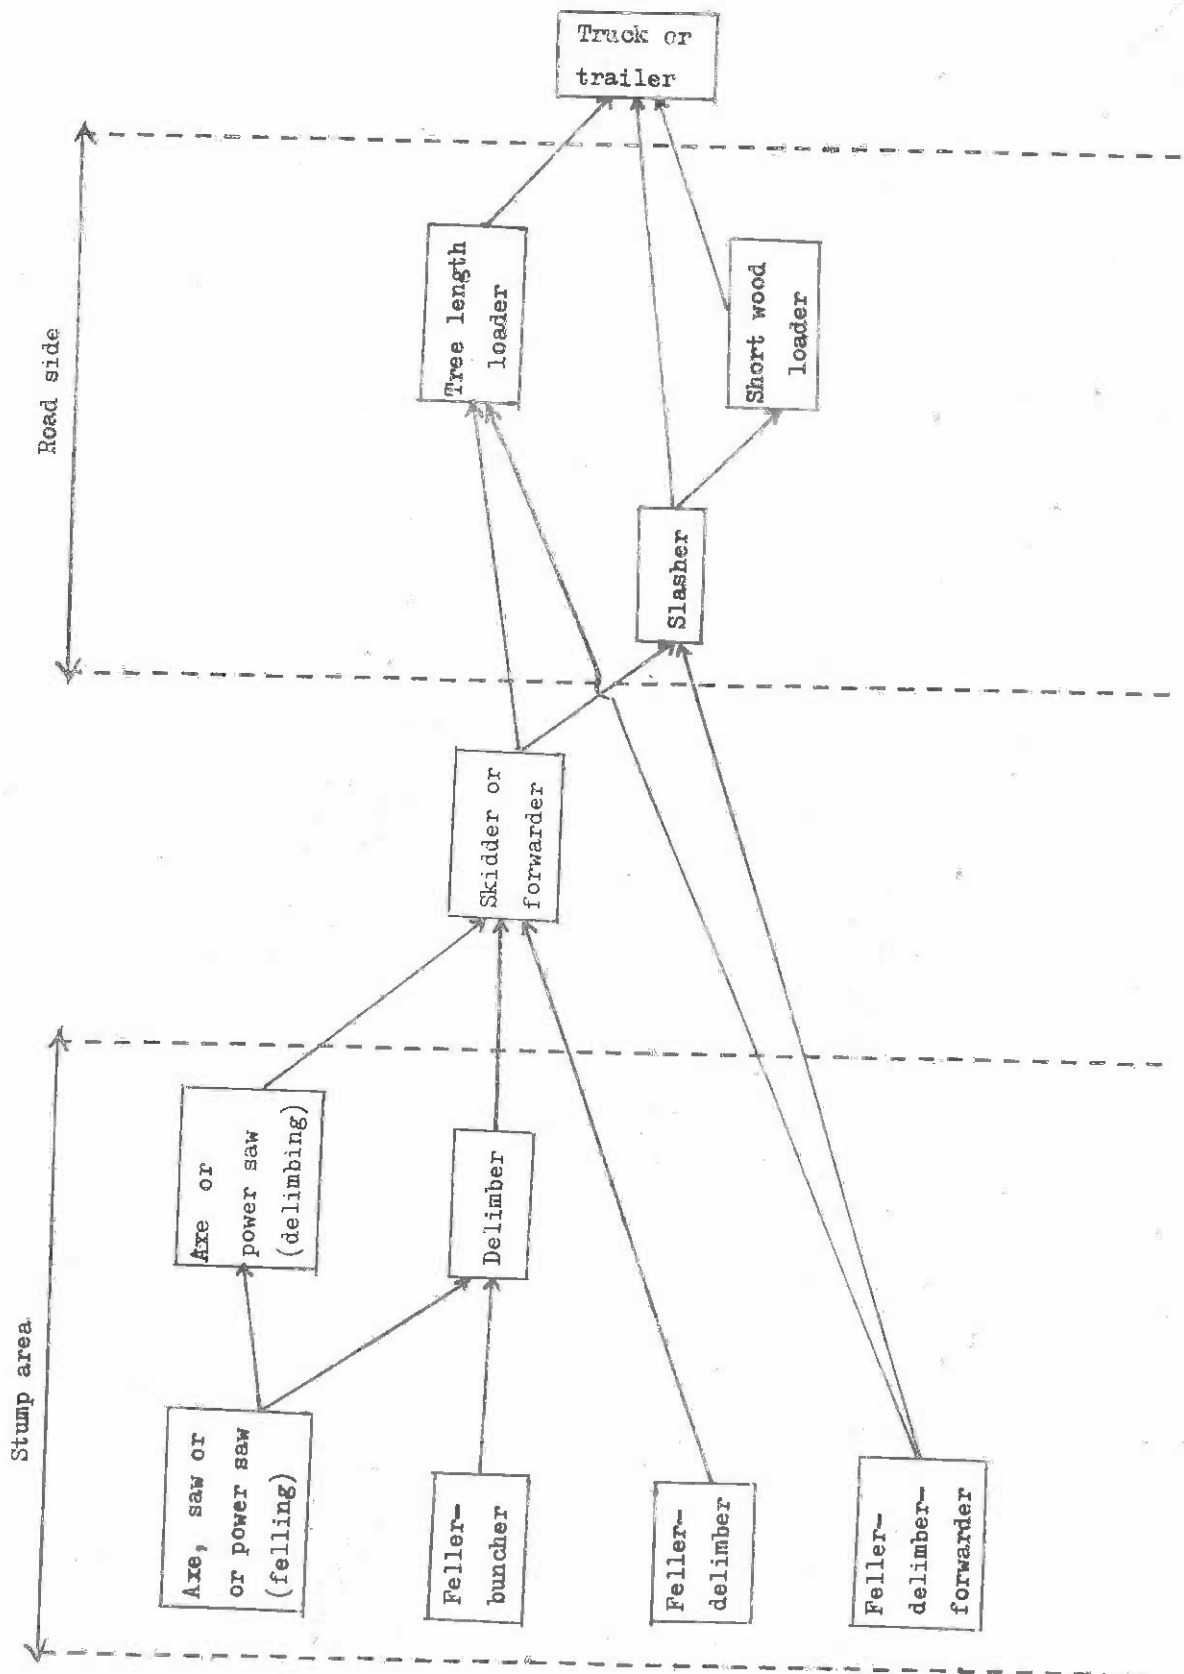 Stump area
Road side
Axe, saw or
or power saw
(felling)
Axe or
power saw
(delimbing)
Feller-
buncher
Delimber
Feller-
delimber
Feller-
delimber-
forwarder
Skidder or
forwarder
Tree length
loader
Slasher
Short wood
loader
Truck or
trailer